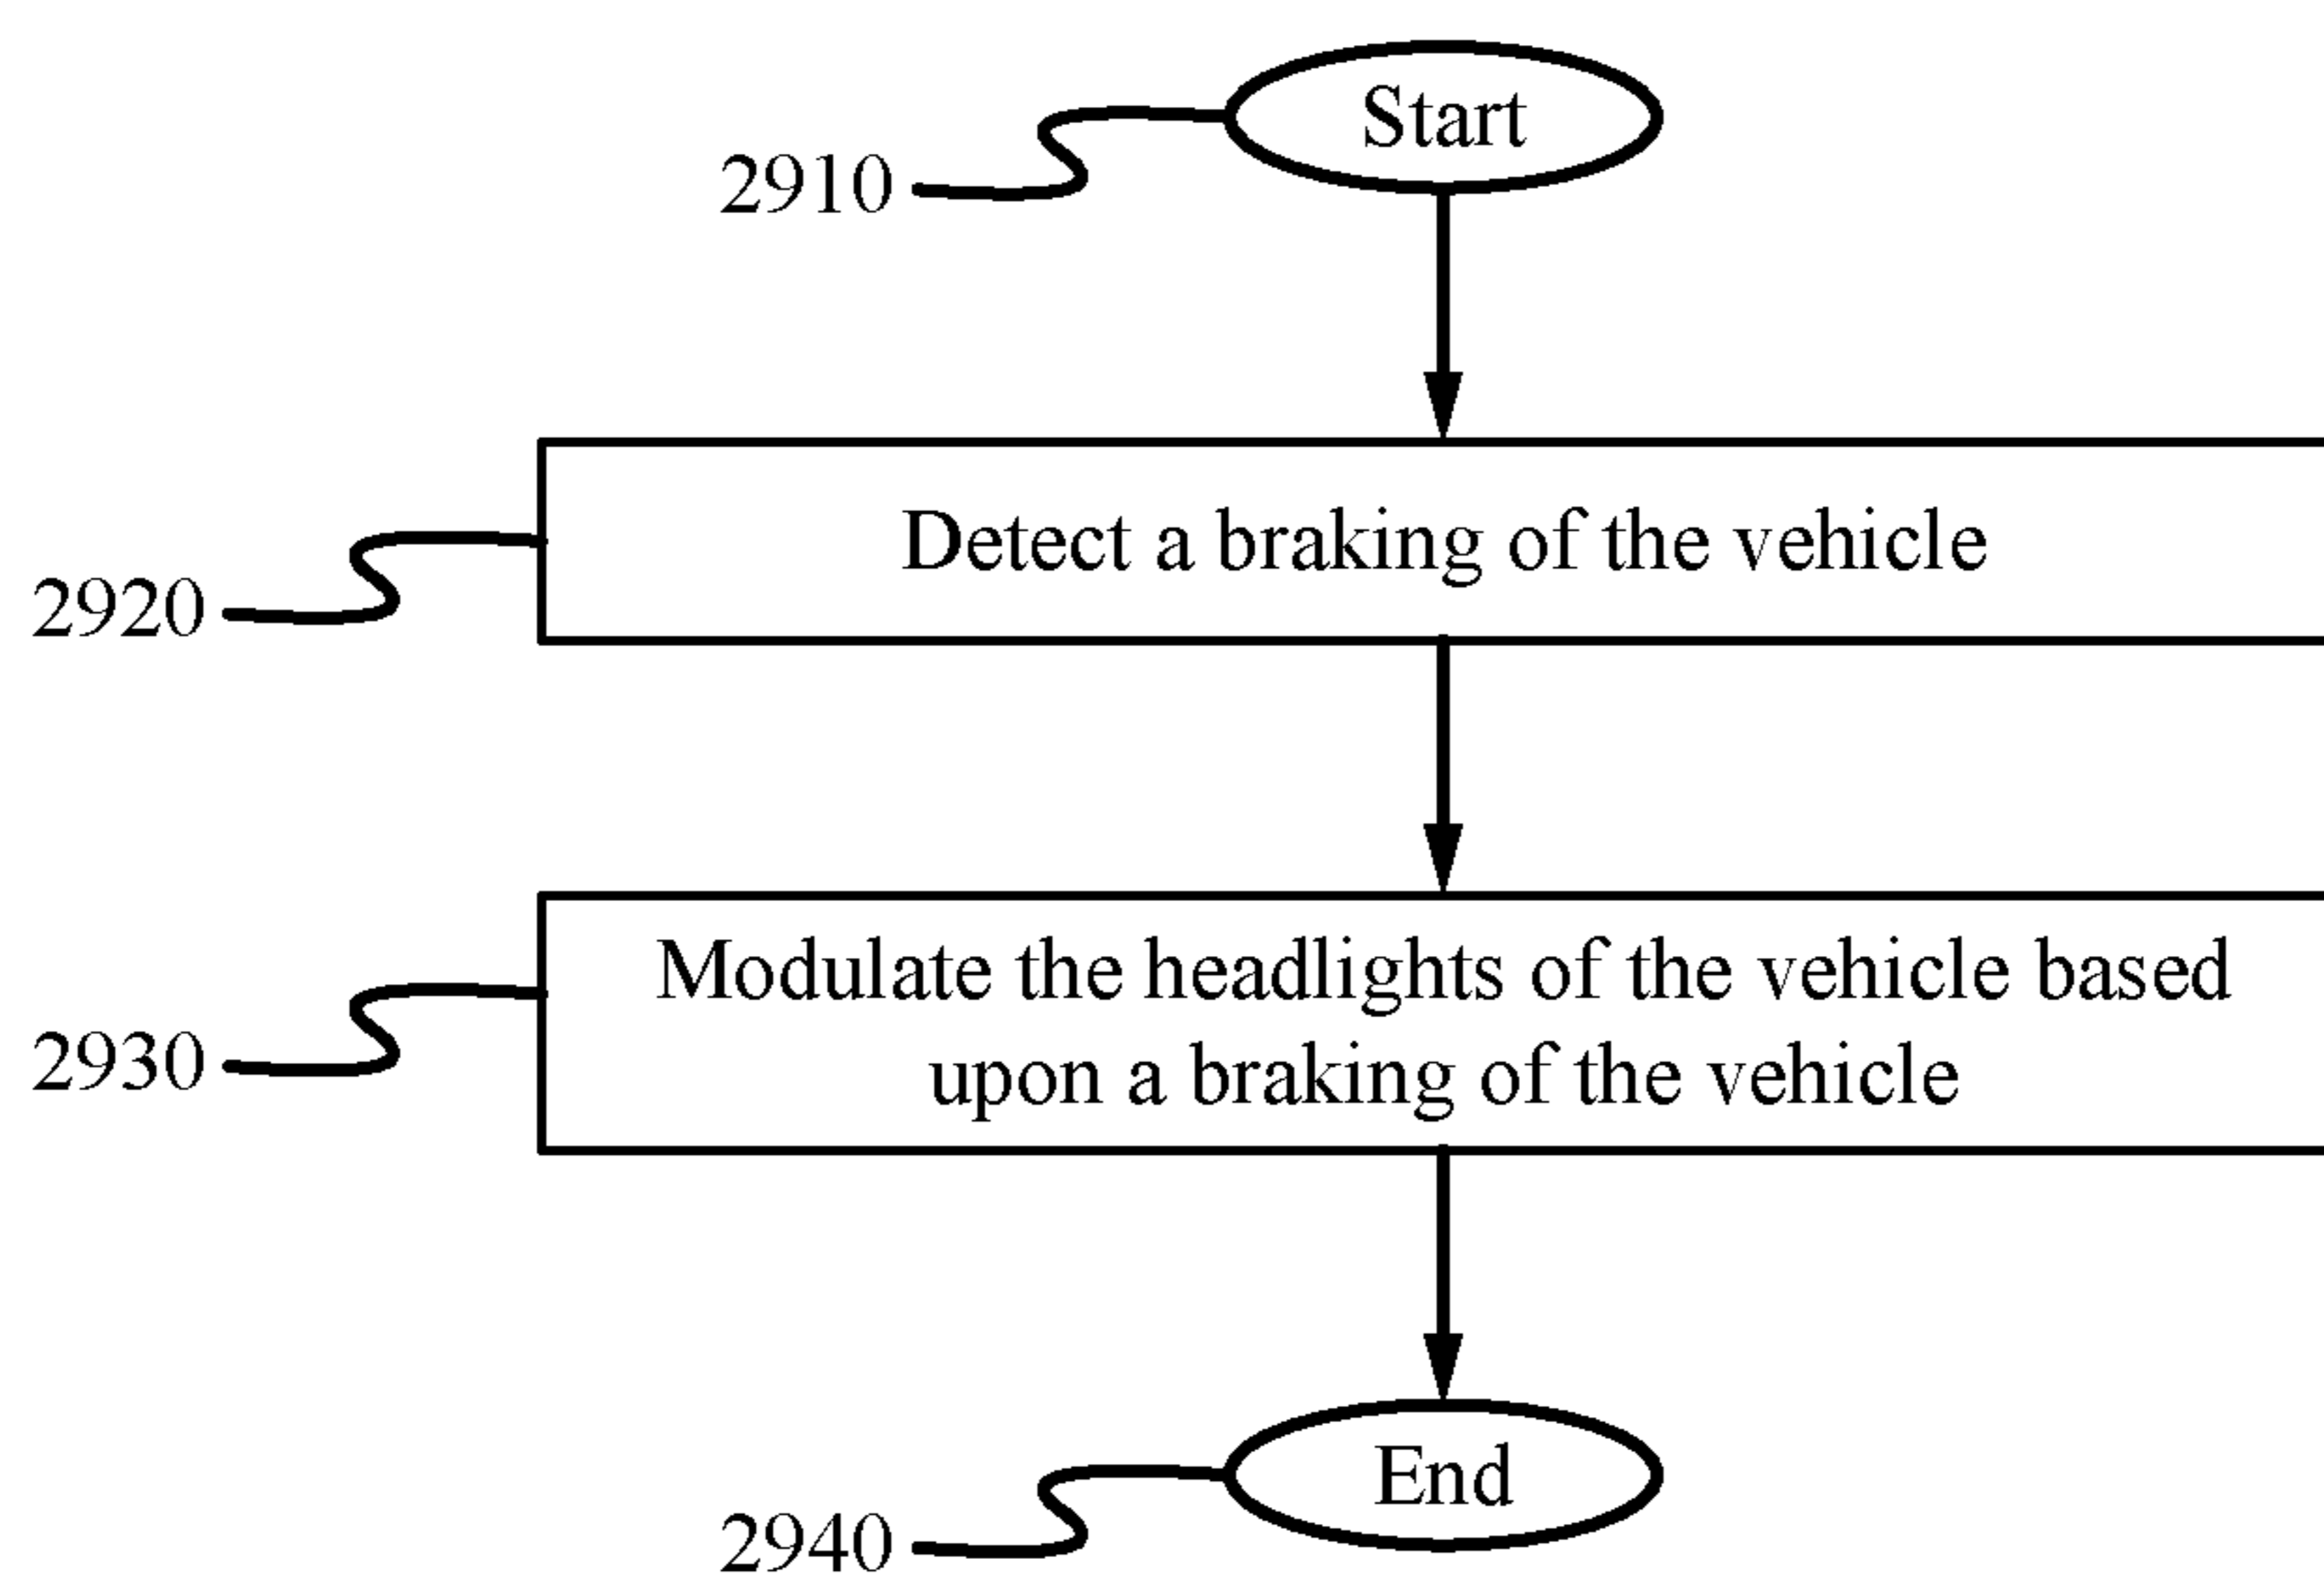 Start
2910
Detect a braking of the vehicle
2920
Modulate the headlights of the vehicle based
upon a braking of the vehicle
2930
End
2940